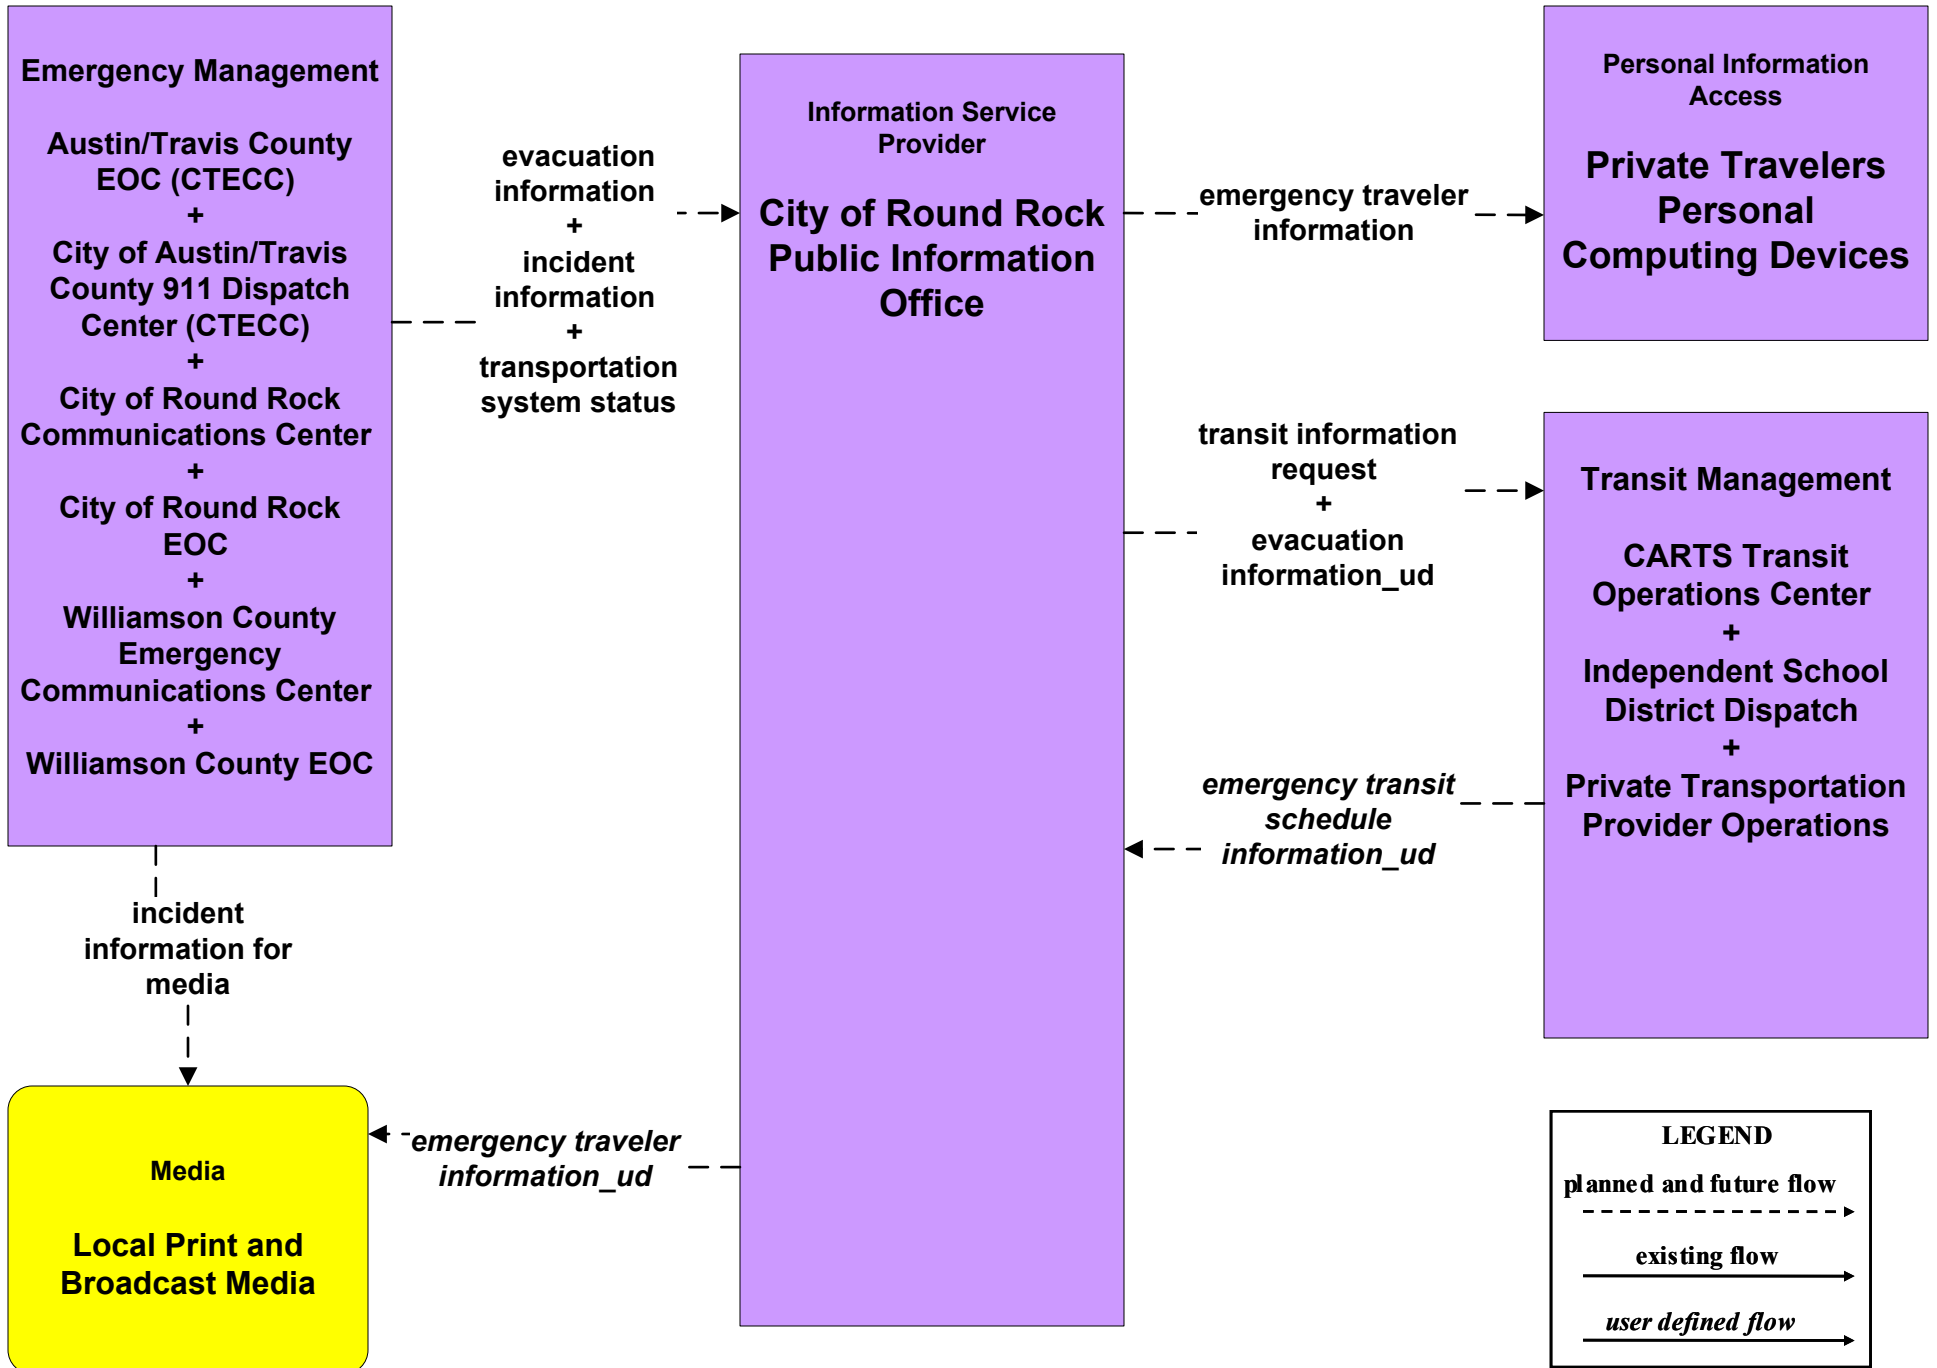 Emergency Management
Austin/Travis County
EOC (CTECC)
+
City of Austin/Travis
County 911 Dispatch
Center (CTECC)
+
City of Round Rock
Communications Center
+
City of Round Rock
EOC
+
Williamson County
Emergency
Communications Center
+
Williamson County EOC
evacuation
information
+
incident
information
+
transportation
system status
Information Service
Provider
City of Round Rock
Public Information
Office
emergency traveler
information
Personal Information
Access
Private Travelers
Personal
Computing Devices
transit information
request
+
evacuation
information_ud
Transit Management
CARTS Transit
Operations Center
+
Independent School
District Dispatch
+
Private Transportation
Provider Operations
emergency transit
schedule
information_ud
incident
information for
media
Media
Local Print and
Broadcast Media
emergency traveler
information_ud
LEGEND
planned and future flow
existing flow
user defined flow